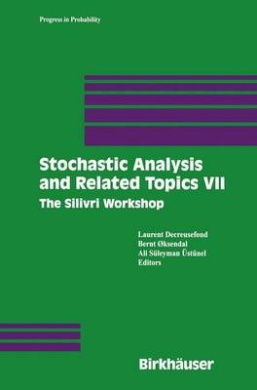 Progress in Probability
Stochastic Analysis
and Related Topics VII
The Silivri Workshop
Laurent Decreusefond
Bernt Øksendal
Ali Süleyman Üstünel
Editors
Birkhäuser